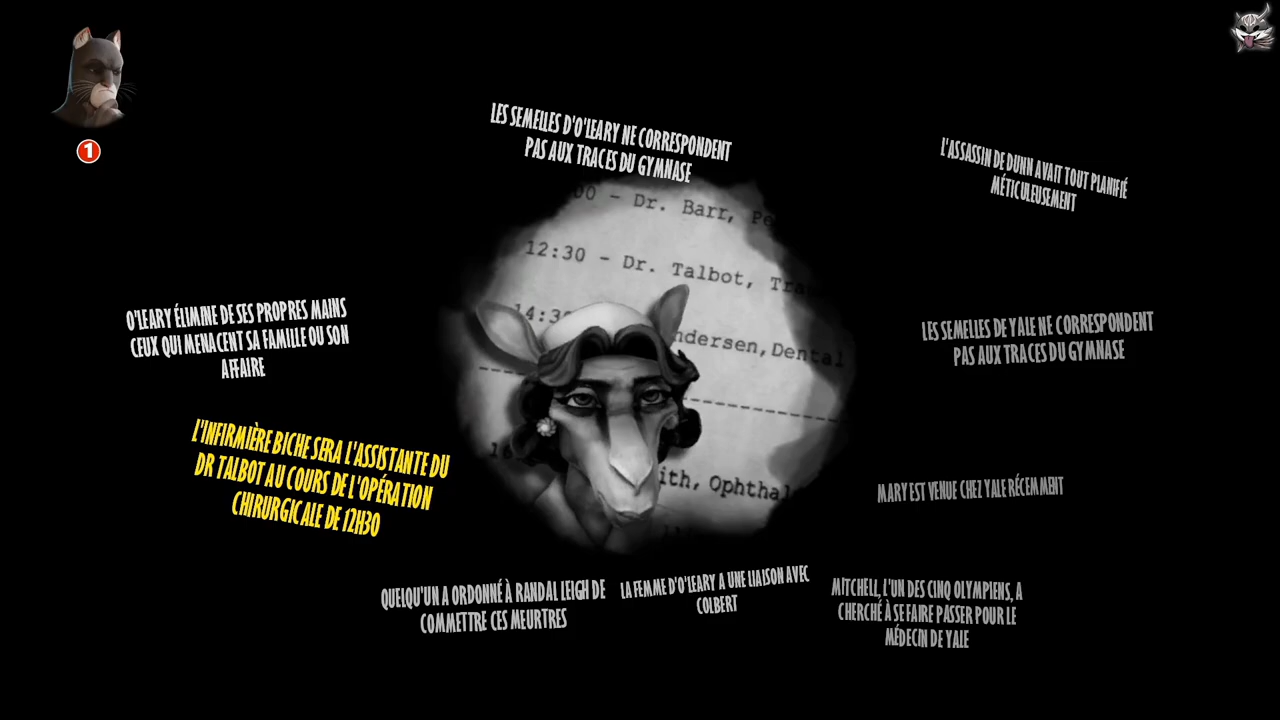 1
LES SEMELLES D'O'LEARY NE CORRESPONDENT
PAS AUX TRACES DU GYMNASE
L'ASSASSIN DE DUNN AVAIT TOUT PLANIFIÉ
MÉTICULEUSEMENT
:00 - Dr. Barr, Pe
12:30 - Dr. Talbot, Tra
14:30
ndersen, Dental
ith, Ophthal
O'LEARY ÉLIMINE DE SES PROPRES MAINS
CEUX QUI MENACENT SA FAMILLE OU SON
AFFAIRE
LES SEMELLES DE YALE NE CORRESPONDENT
PAS AUX TRACES DU GYMNASE
L'INFIRMIÈRE BICHE SERA L'ASSISTANTE DU
DR TALBOT AU COURS DE L'OPÉRATION
CHIRURGICALE DE 12H30
MARY EST VENUE CHEZ YALE RÉCEMMENT
QUELQU'UN A ORDONNÉ À RANDAL LEIGH DE
COMMETTRE CES MEURTRES
LA FEMME D'O'LEARY A UNE LIAISON AVEC
COLBERT
MITCHELL, L'UN DES CINQ OLYMPIENS, A
CHERCHÉ À SE FAIRE PASSER POUR LE
MÉDECIN DE YALE